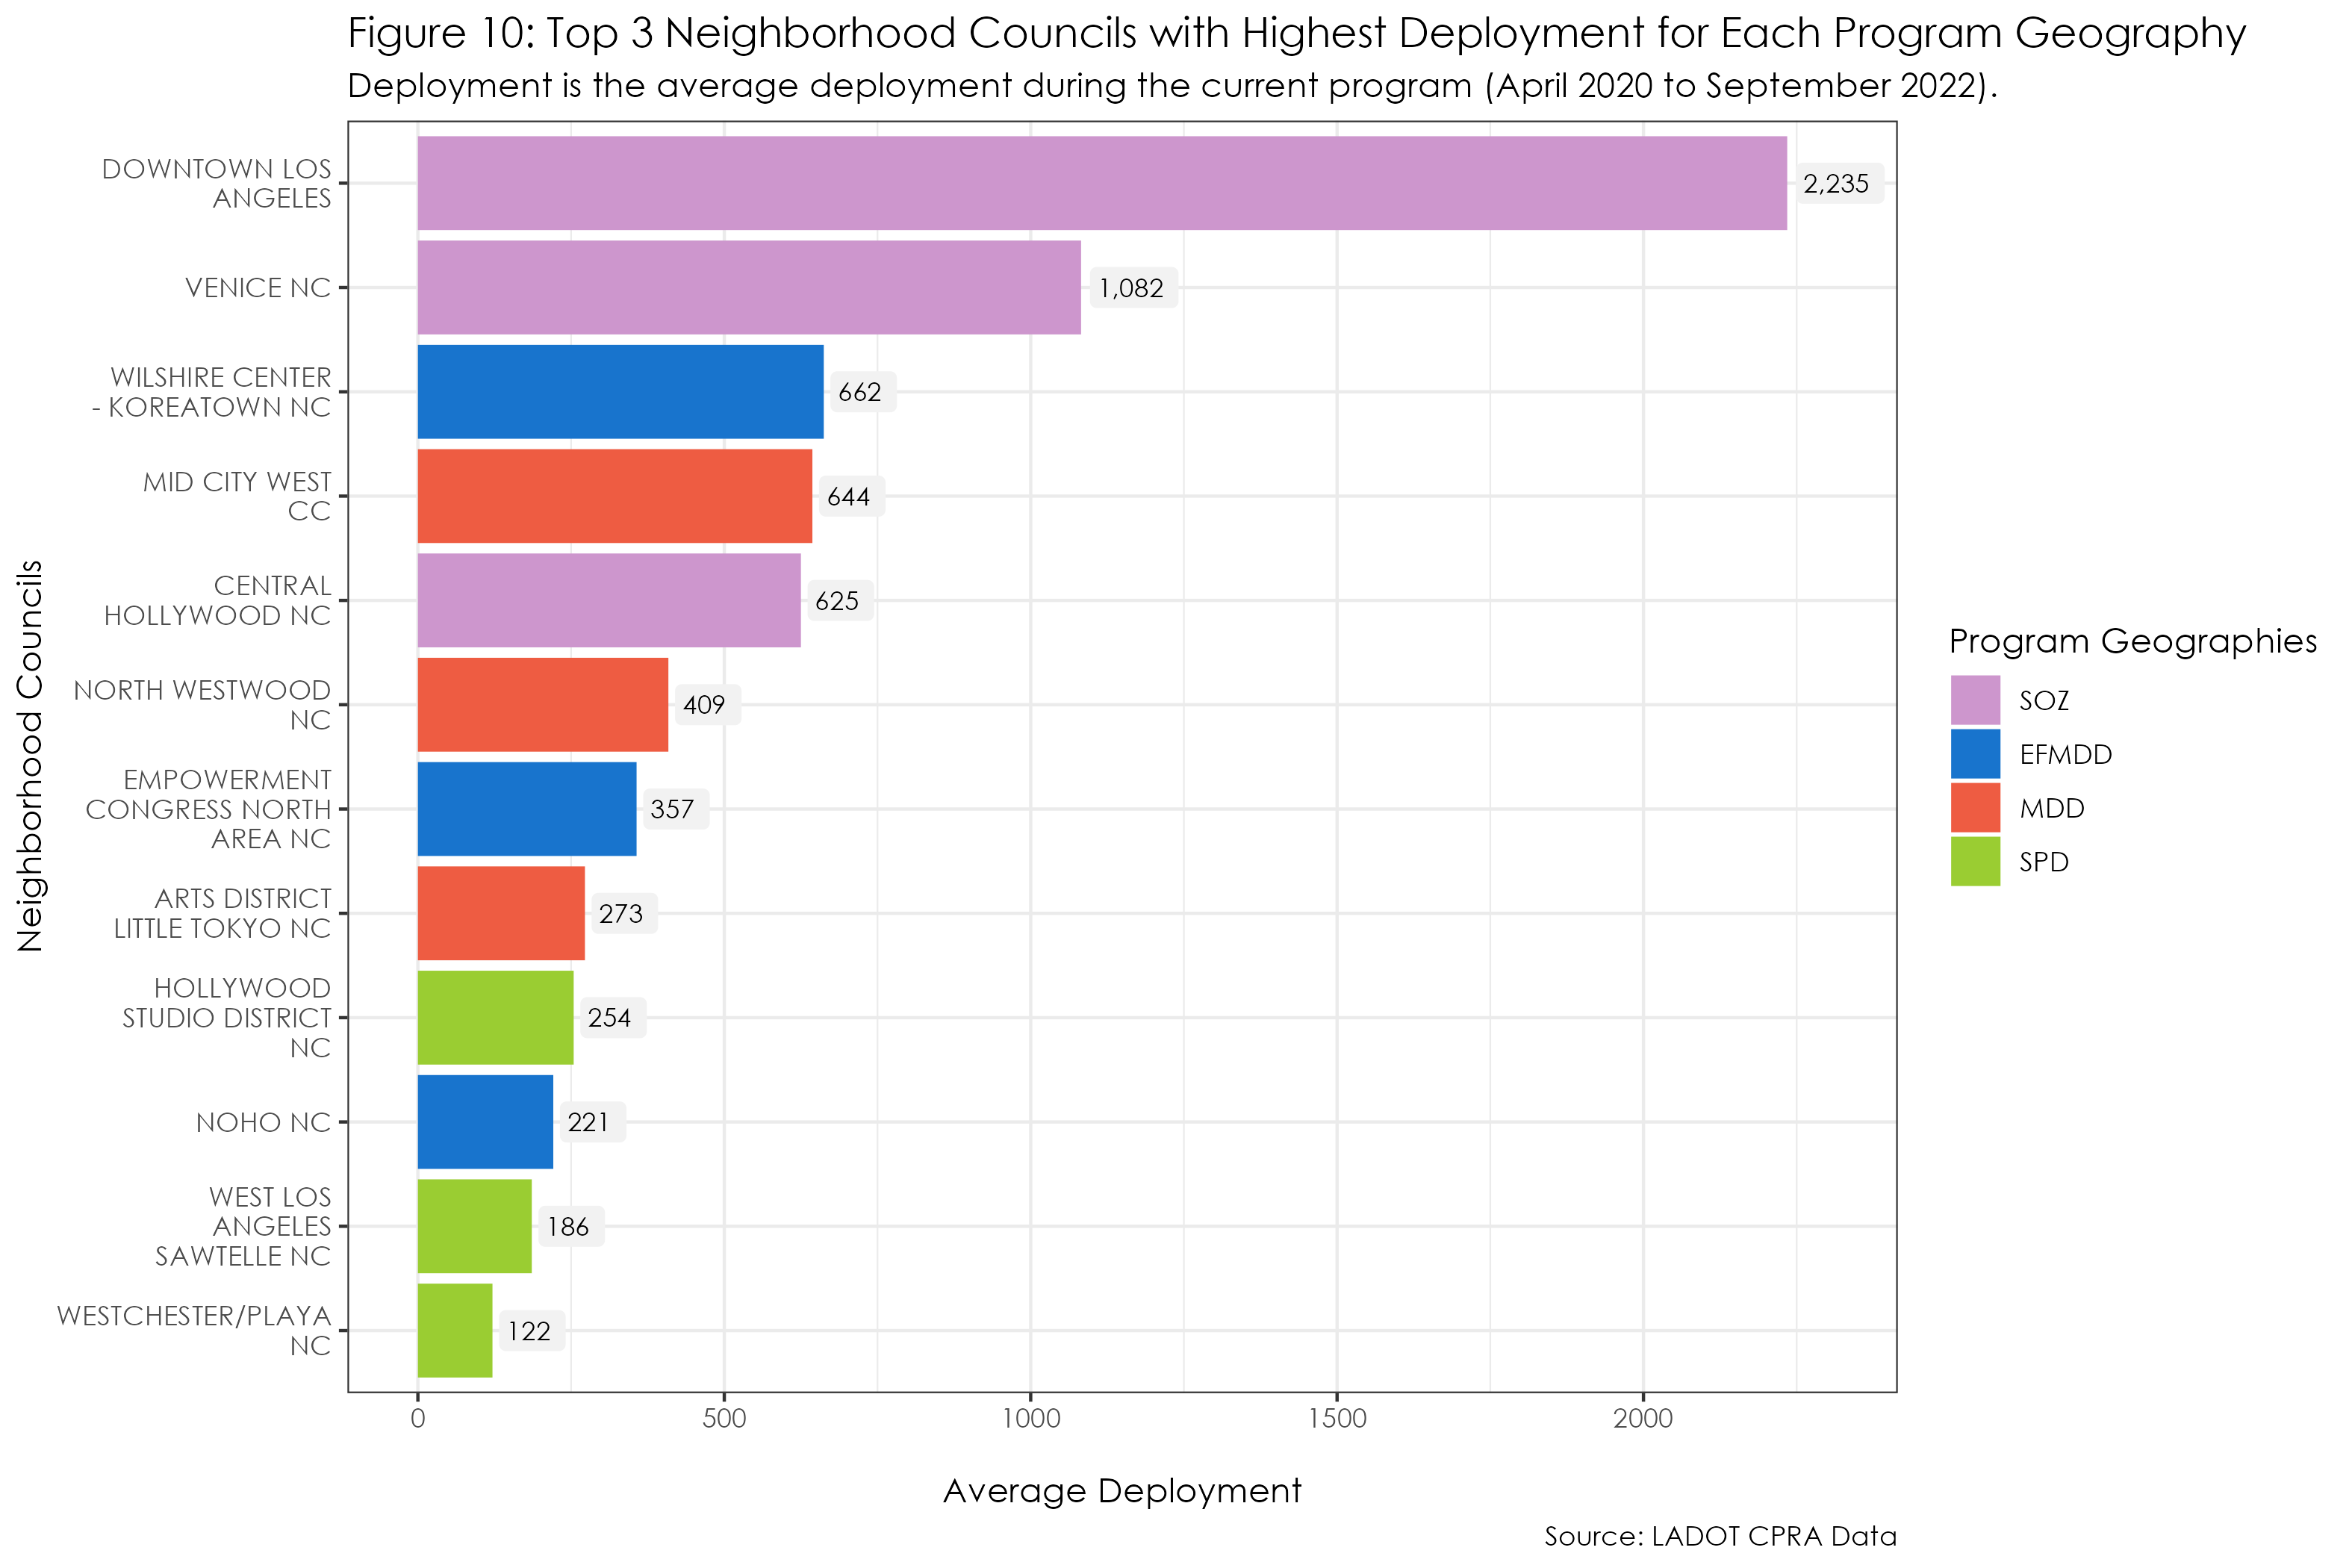 Figure 10: Top 3 Neighborhood Councils with Highest Deployment for Each Program Geography
Deployment is the average deployment during the current program (April 2020 to September 2022).
Neighborhood Councils
DOWNTOWN LOS
ANGELES
2,235
VENICE NC
1,082
WILSHIRE CENTER
- KOREATOWN NC
662
MID CITY WEST
CC
644
CENTRAL
HOLLYWOOD NC
625
NORTH WESTWOOD
NC
409
EMPOWERMENT
CONGRESS NORTH
AREA NC
357
ARTS DISTRICT
LITTLE TOKYO NC
273
HOLLYWOOD
STUDIO DISTRICT
NC
254
NOHO NC
221
WEST LOS
ANGELES
SAWTELLE NC
186
WESTCHESTER/PLAYA
NC
122
0 500 1000 1500 2000
Average Deployment
Program Geographies
SOZ
EFMDD
MDD
SPD
Source: LADOT CPRA Data